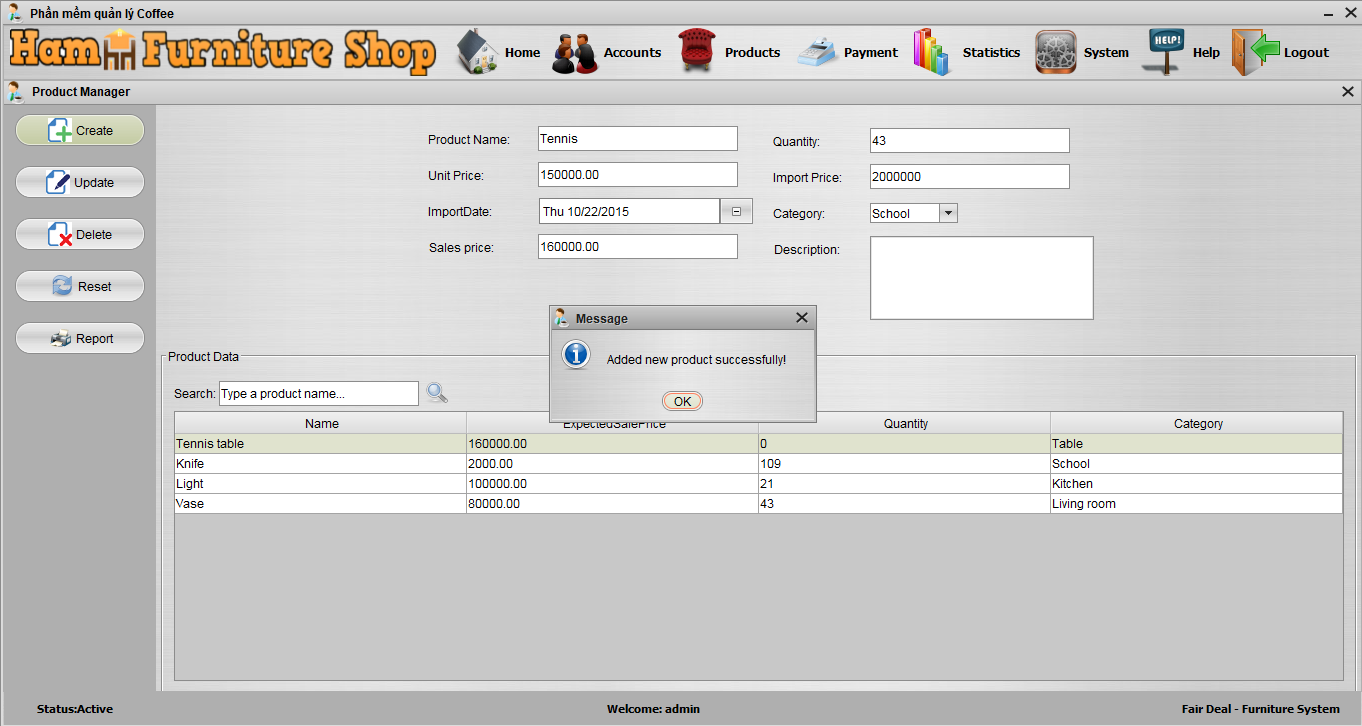 Phần mềm quản lý Coffee
Ham Furniture Shop
Home Accounts Products Payment Statistics System HELP! Help Logout
Product Manager
Create
Update
Delete
Reset
Report
Product Name: Tennis Quantity: 43
Unit Price: 150000.00 Import Price: 2000000
ImportDate: Thu 10/22/2015 Category: School
Sales price: 160000.00 Description:
Message
Added new product successfully!
OK
Product Data
Search: Type a product name...
Name ExpectedSalePrice Quantity Category
Tennis table 160000.00 0 Table
Knife 2000.00 109 School
Light 100000.00 21 Kitchen
Vase 80000.00 43 Living room
Status:Active Welcome: admin Fair Deal - Furniture System